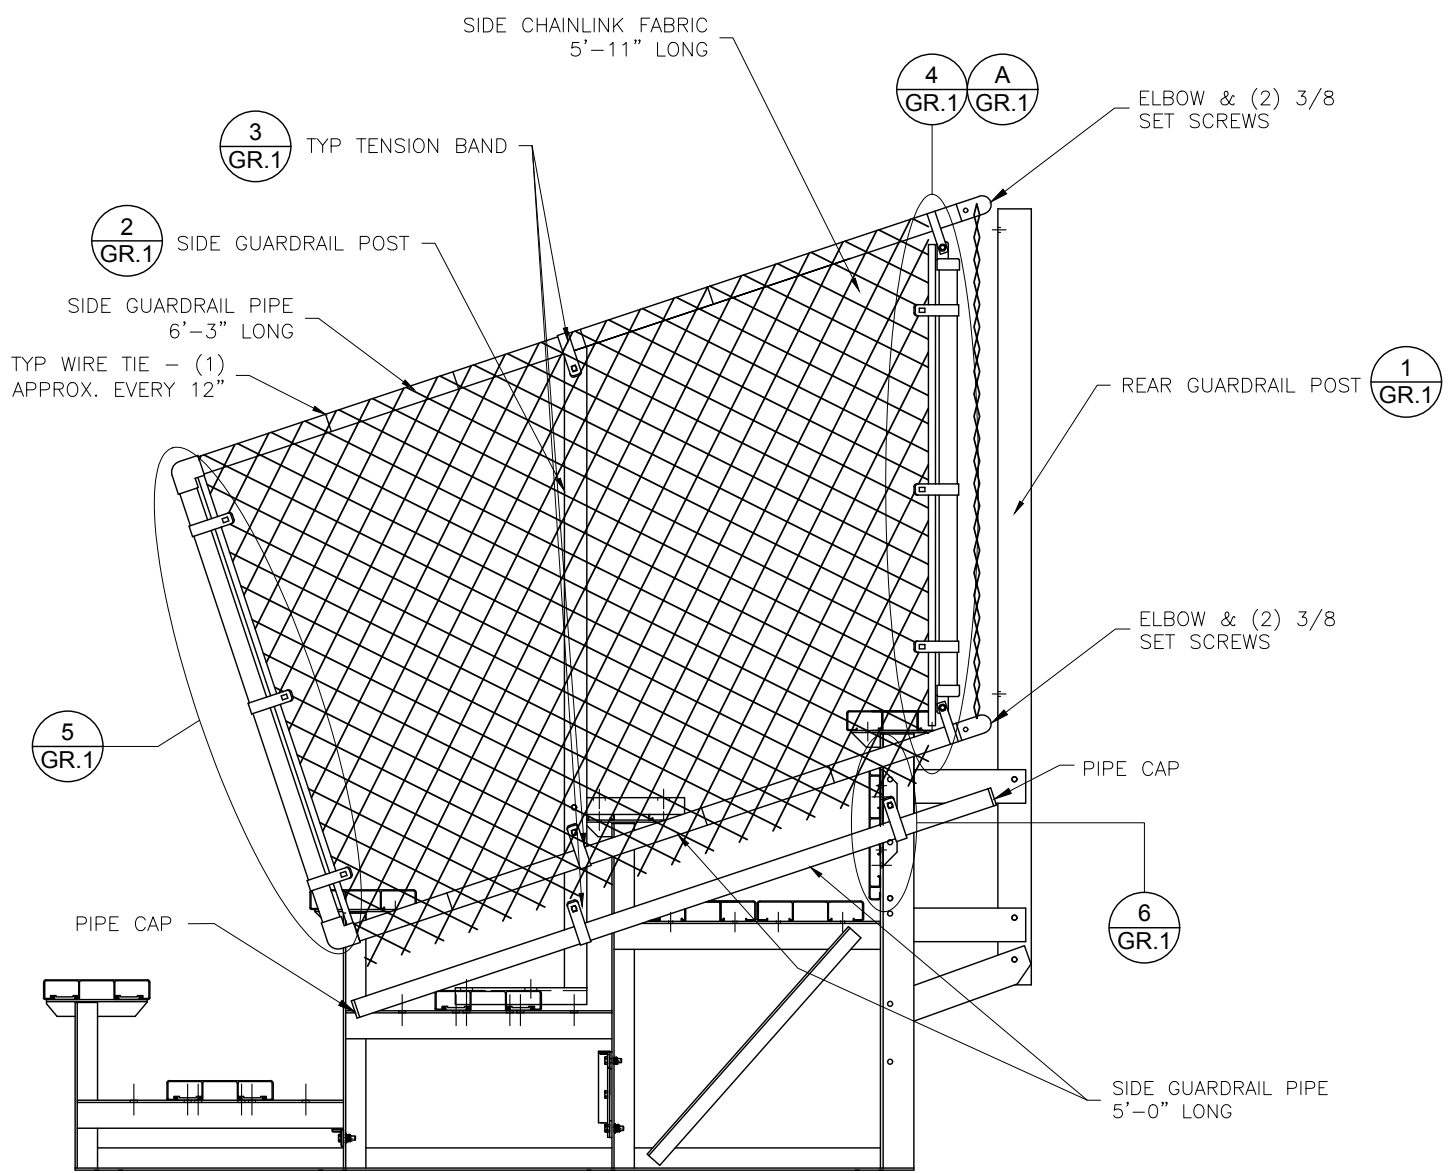 SIDE CHAINLINK FABRIC
5'-11" LONG
4
GR.1
A
GR.1
ELBOW & (2) 3/8
SET SCREWS
3
GR.1
TYP TENSION BAND
2
GR.1
SIDE GUARDRAIL POST
SIDE GUARDRAIL PIPE
6'-3" LONG
TYP WIRE TIE - (1)
APPROX. EVERY 12"
REAR GUARDRAIL POST
1
GR.1
ELBOW & (2) 3/8
SET SCREWS
5
GR.1
PIPE CAP
PIPE CAP
6
GR.1
SIDE GUARDRAIL PIPE
5'-0" LONG